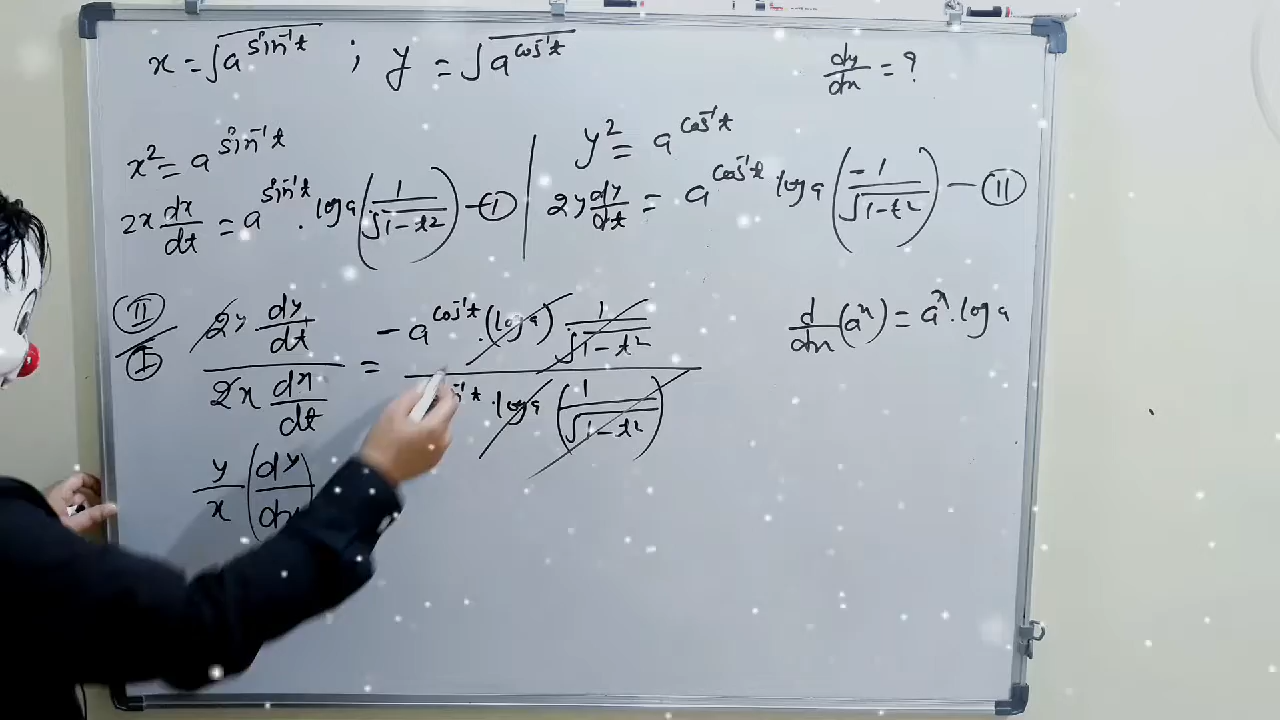 x = √a^sin⁻¹t ; y = √a^cos⁻¹t dy/dx = ?
x² = a^sin⁻¹t | y² = a^cos⁻¹t
2x dx/dt = a^sin⁻¹t . log a (1/√1-t²) — I | 2y dy/dt = a^cos⁻¹t log a (-1/√1-t²) — II
II/I 2y dy/dt / 2x dx/dt = - a^cos⁻¹t . (log a) 1/√1-t² / t . log a (1/√1-t²)
d/dx (aˣ) = aˣ . log a
y/x (dy/dx)